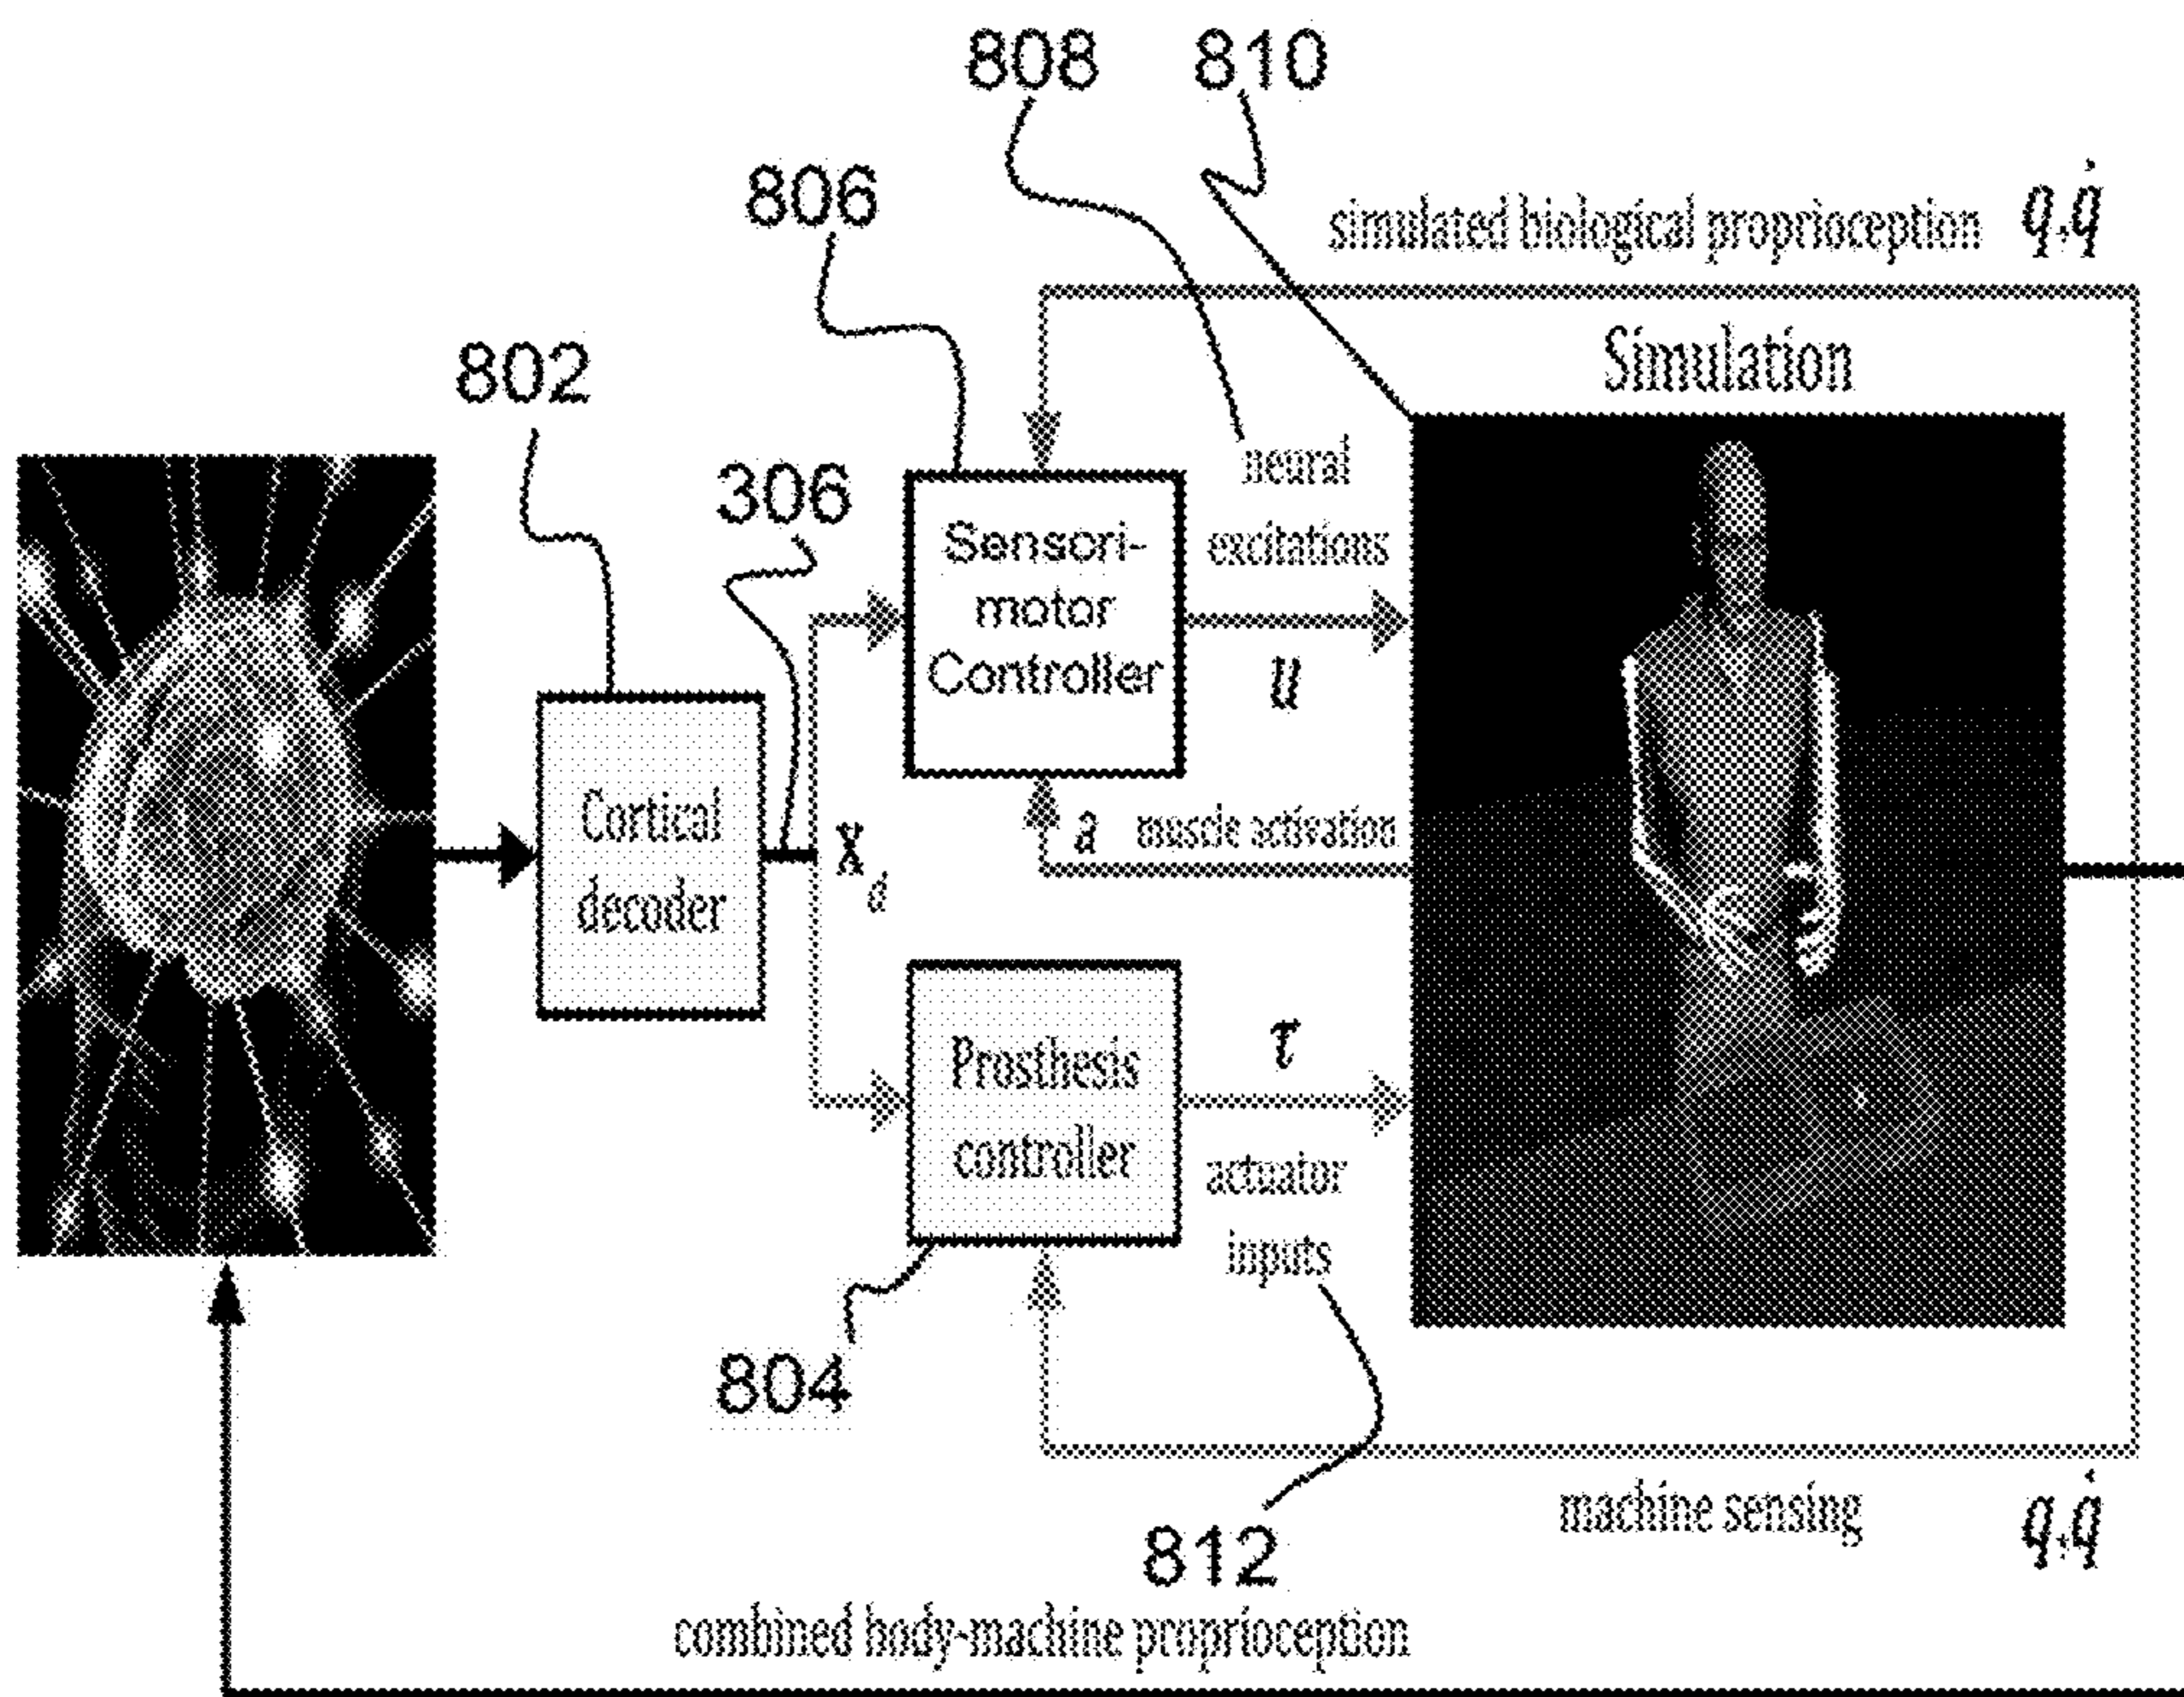 808 810
806
simulated biological proprioception q,q̇
Simulation
802
306
neural
excitations
Sensori-
motor
Controller
u
Cortical
decoder
ẍd
a muscle activation
Prosthesis
controller
τ
actuator
inputs
804
machine sensing q,q̇
812
combined body-machine proprioception